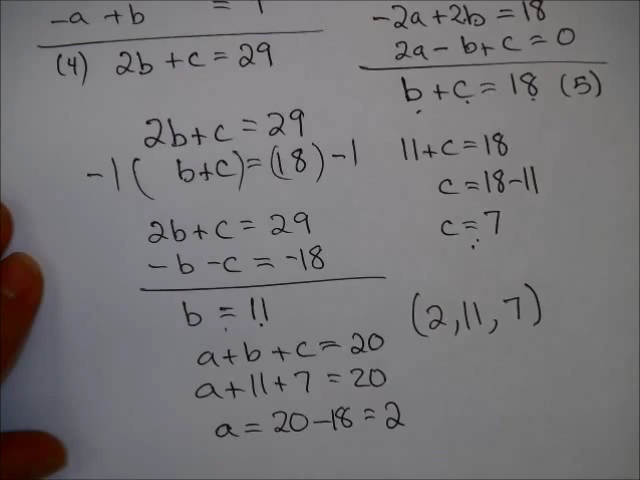 -a + b = 1
(4) 2b + c = 29
-2a + 2b = 18
2a - b + c = 0
b + c = 18 (5)
2b + c = 29
-1( b + c) = (18) -1
2b + c = 29
-b - c = -18
b = 11
a + b + c = 20
a + 11 + 7 = 20
a = 20 - 18 = 2
11 + c = 18
c = 18 - 11
c = 7
(2, 11, 7)